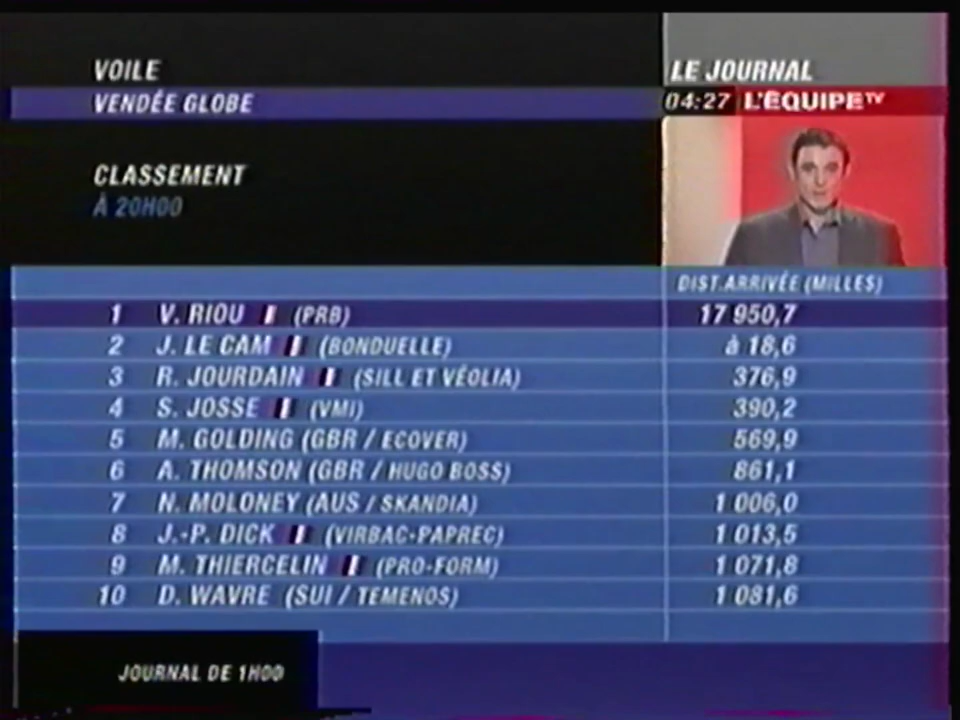 VOILE
VENDÉE GLOBE
LE JOURNAL
04:27 L'ÉQUIPE TV
CLASSEMENT
À 20H00
DIST.ARRIVÉE (MILLES)
1 V. RIOU (PRB) 17 950,7
2 J. LE CAM (BONDUELLE) à 18,6
3 R. JOURDAIN (SILL ET VÉOLIA) 376,9
4 S. JOSSE (VMI) 390,2
5 M. GOLDING (GBR / ECOVER) 569,9
6 A. THOMSON (GBR / HUGO BOSS) 861,1
7 N. MOLONEY (AUS / SKANDIA) 1 006,0
8 J.-P. DICK (VIRBAC-PAPREC) 1 013,5
9 M. THIERCELIN (PRO-FORM) 1 071,8
10 D. WAVRE (SUI / TEMENOS) 1 081,6
JOURNAL DE 1H00